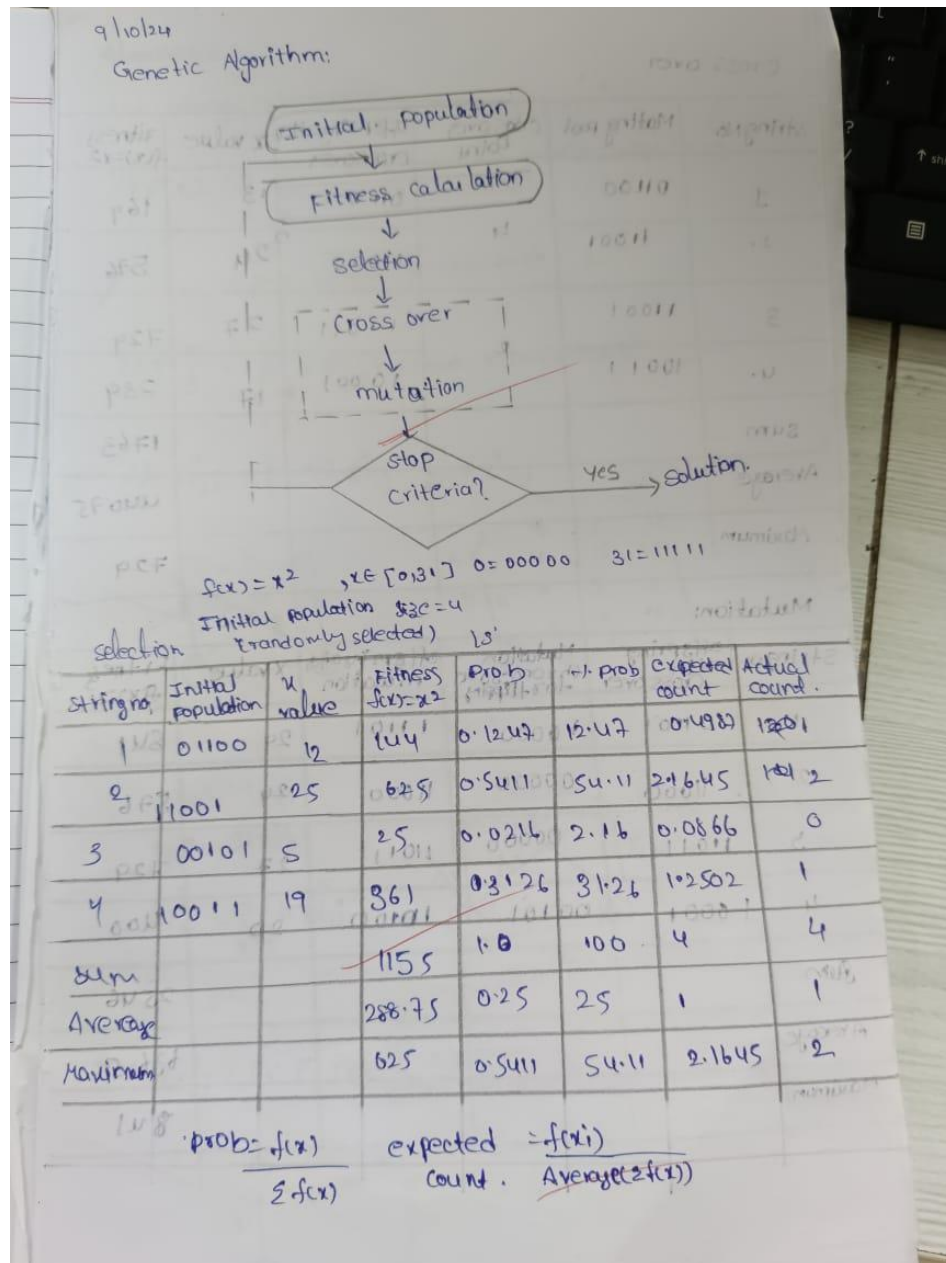 9/10/24
Genetic Algorithm:
Initial population
Fitness calculation
selection
Cross over
mutation
stop
criteria?
yes
solution.
f(x) = x2 , x∈ [0,31] 0 = 00000 31 = 11111
Initial population size = 4
selection (randomly selected)
String no. Initial population x value Fitness f(x)=x2 Prob % prob Expected count Actual count.
1 01100 12 144 0.1247 12.47 0.4987 1
2 11001 25 625 0.5411 54.11 2.1645 2
3 00101 5 25 0.0216 2.16 0.0866 0
4 10011 19 361 0.3126 31.26 1.2502 1
sum 1155 1.0 100 4 4
Average 288.75 0.25 25 1 1
Maximum 625 0.5411 54.11 2.1645 2
prob = f(x) expected = f(xi)
Σ f(x) Count. Average(Σf(x))